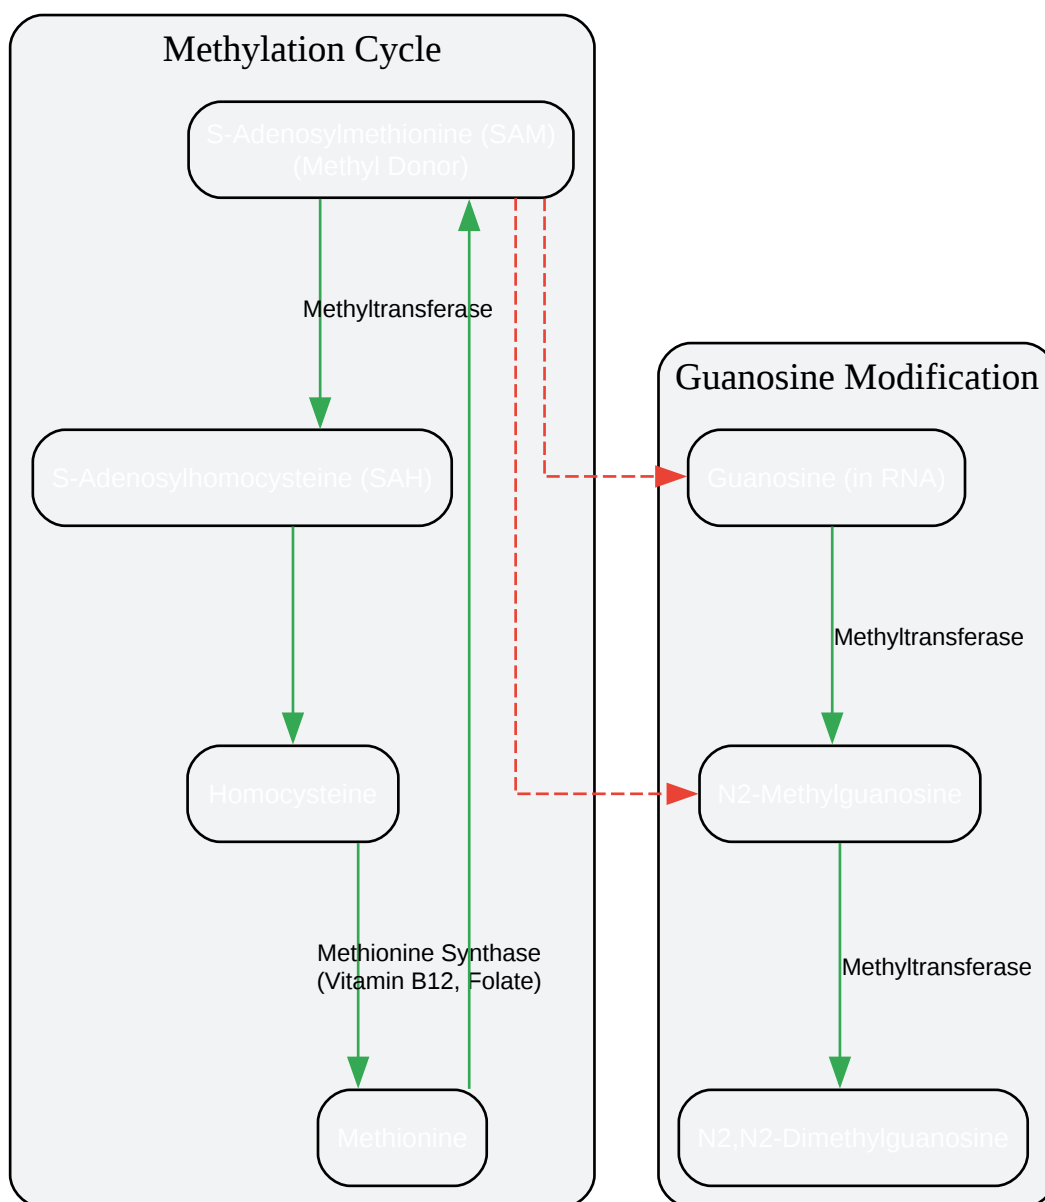 Methylation Cycle
S-Adenosylmethionine (SAM)
(Methyl Donor)
Methyltransferase
S-Adenosylhomocysteine (SAH)
Homocysteine
Methionine Synthase
(Vitamin B12, Folate)
Methionine
Guanosine Modification
Guanosine (in RNA)
Methyltransferase
N2-Methylguanosine
Methyltransferase
N2,N2-Dimethylguanosine